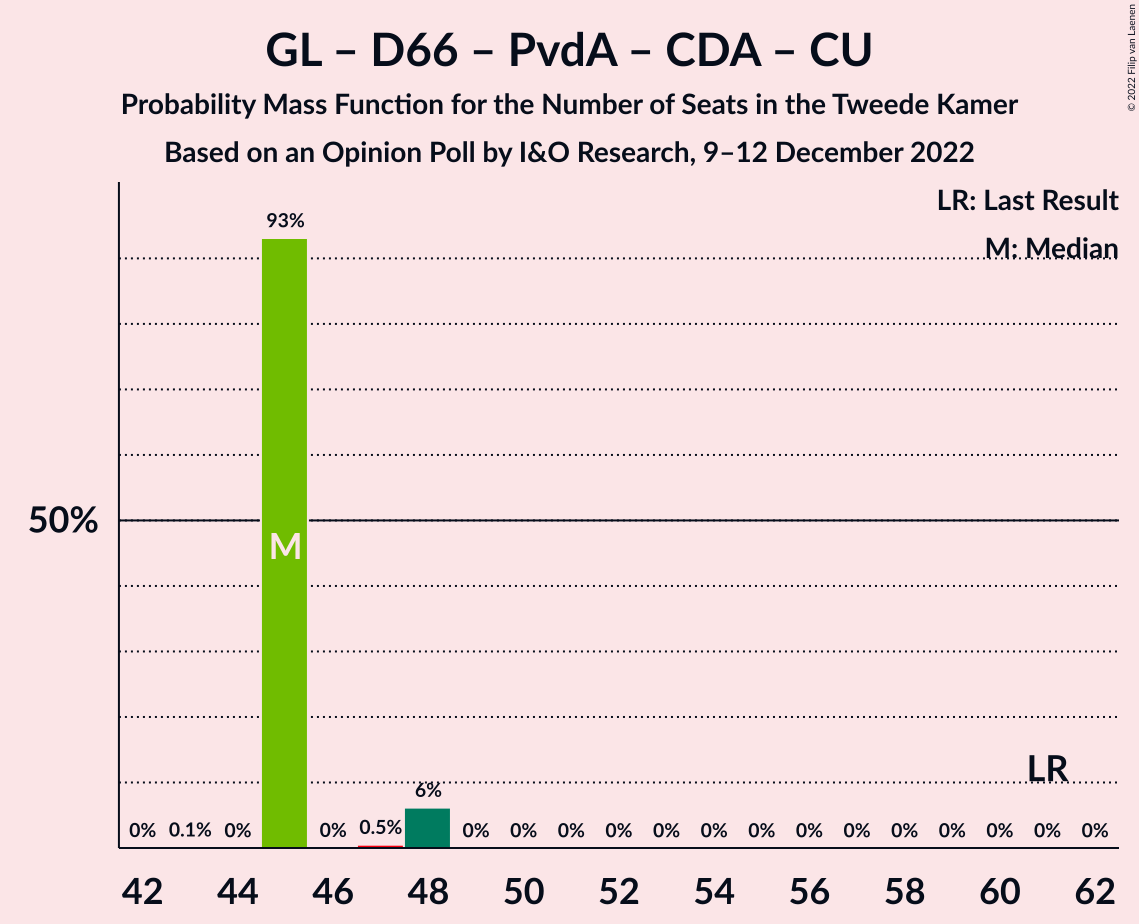 GL – D66 – PvdA – CDA – CU
Probability Mass Function for the Number of Seats in the Tweede Kamer
Based on an Opinion Poll by I&O Research, 9–12 December 2022
© 2022 Filip van Laenen
LR: Last Result
M: Median
93%
50%
M
LR
6%
0% 0.1% 0% 0% 0.5% 0% 0% 0% 0% 0% 0% 0% 0% 0% 0% 0% 0% 0% 0%
42 44 46 48 50 52 54 56 58 60 62